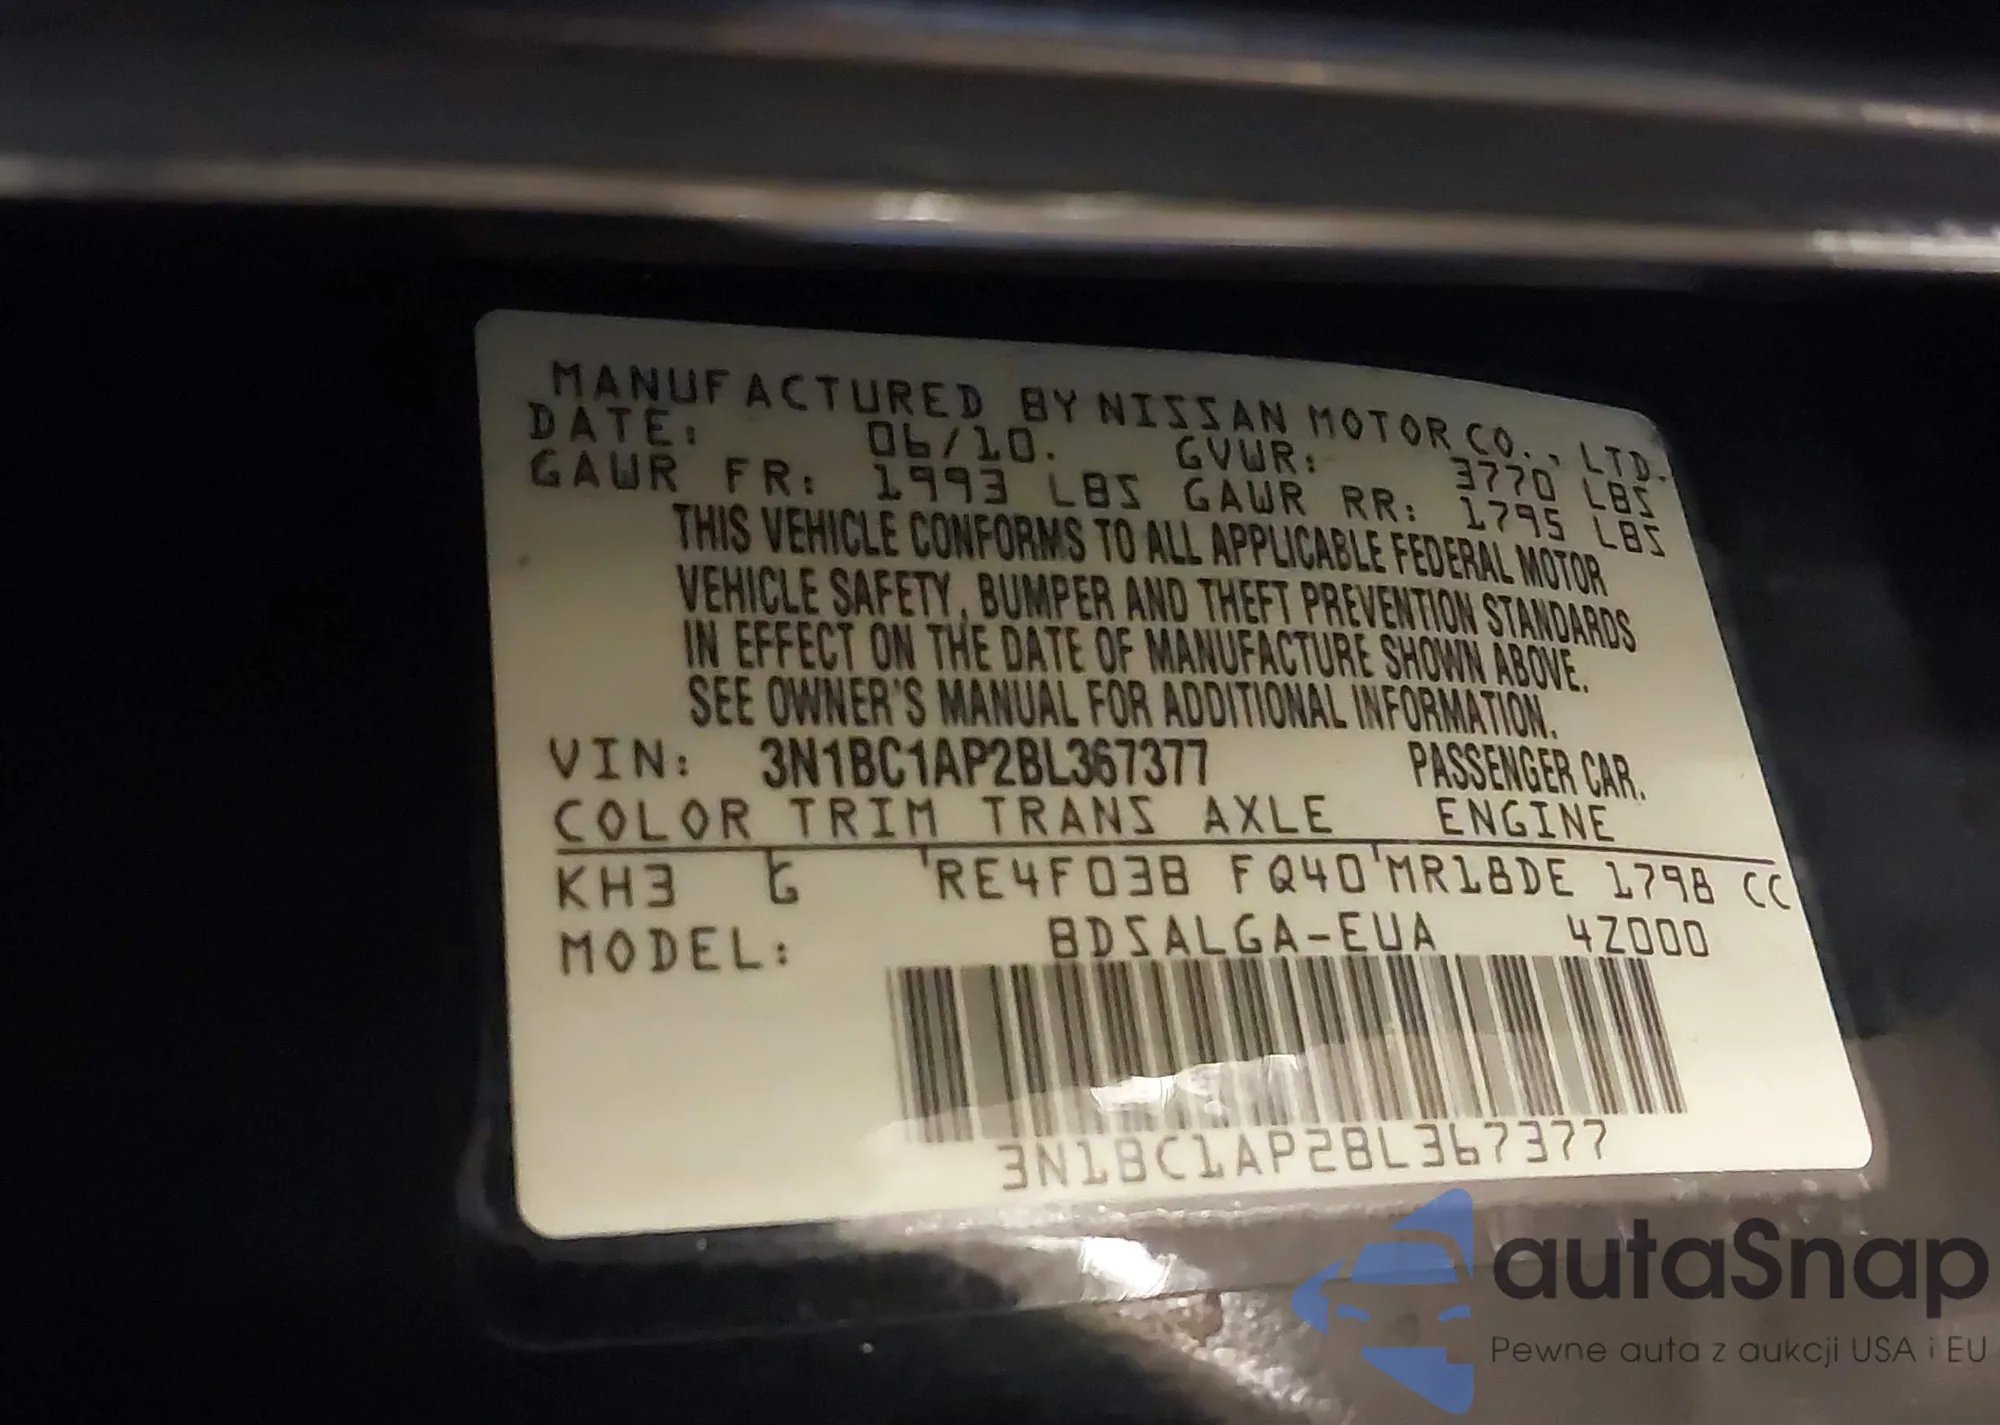 MANUFACTURED BY NISSAN MOTOR CO., LTD.
DATE: 06/10. GVWR: 3770 LBS
GAWR FR: 1993 LBS GAWR RR: 1795 LBS
THIS VEHICLE CONFORMS TO ALL APPLICABLE FEDERAL MOTOR
VEHICLE SAFETY, BUMPER AND THEFT PREVENTION STANDARDS
IN EFFECT ON THE DATE OF MANUFACTURE SHOWN ABOVE.
SEE OWNER'S MANUAL FOR ADDITIONAL INFORMATION.
VIN: 3N1BC1AP2BL367377 PASSENGER CAR.
COLOR TRIM TRANS AXLE ENGINE
KH3 G RE4F03B FQ40 MR18DE 1798 CC
MODEL: BDSALGA-EUA 4Z000
3N1BC1AP2BL367377
autaSnap
Pewne auta z aukcji USA i EU